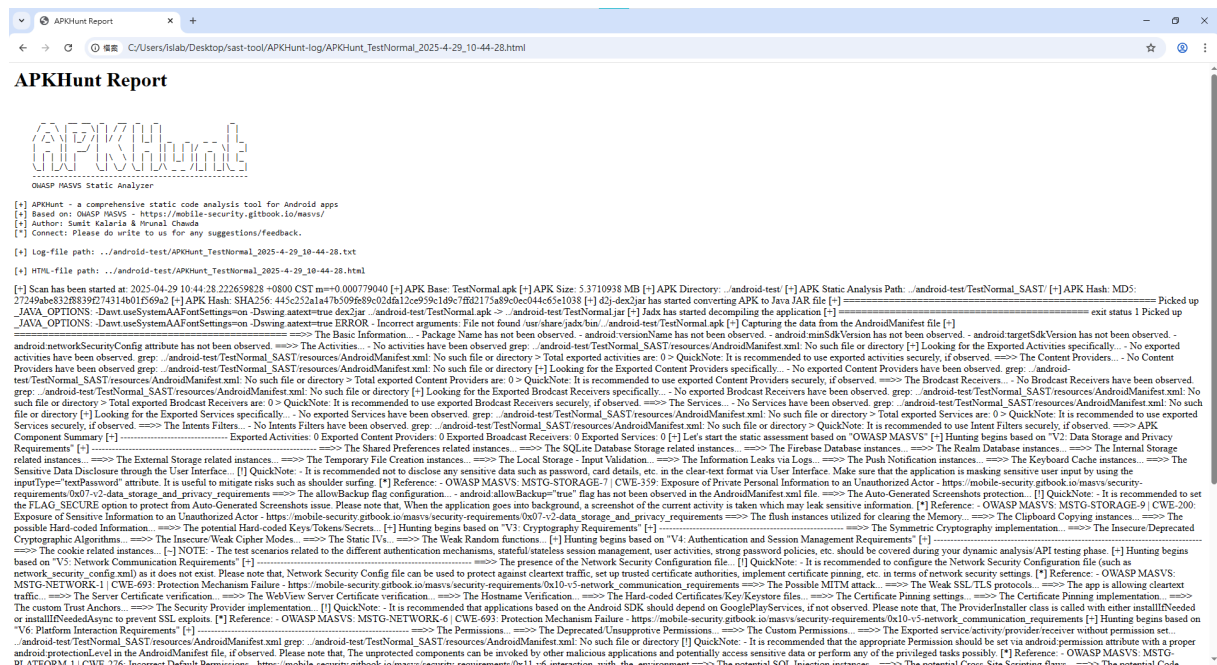 APKHunt Report
檔案
C:/Users/islab/Desktop/sast-tool/APKHunt-log/APKHunt_TestNormal_2025-4-29_10-44-28.html
APKHunt Report
APKHunt
OWASP MASVS Static Analyzer
[+] APKHunt - a comprehensive static code analysis tool for Android apps
[+] Based on: OWASP MASVS - https://mobile-security.gitbook.io/masvs/
[+] Author: Sumit Kalaria & Mrunal Chawda
[*] Connect: Please do write to us for any suggestions/feedback.
[+] Log-file path: ../android-test/APKHunt_TestNormal_2025-4-29_10-44-28.txt
[+] HTML-file path: ../android-test/APKHunt_TestNormal_2025-4-29_10-44-28.html
[+] Scan has been started at: 2025-04-29 10:44:28.222659828 +0800 CST m=+0.000779040 [+] APK Base: TestNormal.apk [+] APK Size: 5.3710938 MB [+] APK Directory: ../android-test/ [+] APK Static Analysis Path: ../android-test/TestNormal_SAST/ [+] APK Hash: MD5:
27249abe832f8839f274314b01f569a2 [+] APK Hash: SHA256: 445c252a1a47b509fe89c02dfa12ce959c1d9c7ffd2175a89c0ec044c65e1038 [+] d2j-dex2jar has started converting APK to Java JAR file [+] ==================================================== Picked up
_JAVA_OPTIONS: -Dawt.useSystemAAFontSettings=on -Dswing.aatext=true dex2jar ../android-test/TestNormal.apk -> ../android-test/TestNormal.jar [+] Jadx has started decompiling the application [+] ========================================== exit status 1 Picked up
_JAVA_OPTIONS: -Dawt.useSystemAAFontSettings=on -Dswing.aatext=true ERROR - Incorrect arguments: File not found /usr/share/jadx/bin/../android-test/TestNormal.apk [+] Capturing the data from the AndroidManifest file [+]
============================================== ==>> The Basic Information... - Package Name has not been observed. - android:versionName has not been observed. - android:minSdkVersion has not been observed. - android:targetSdkVersion has not been observed. -
android:networkSecurityConfig attribute has not been observed. ==>> The Activities... - No activities have been observed grep: ../android-test/TestNormal_SAST/resources/AndroidManifest.xml: No such file or directory [+] Looking for the Exported Activities specifically... - No exported
activities have been observed. grep: ../android-test/TestNormal_SAST/resources/AndroidManifest.xml: No such file or directory > Total exported activities are: 0 > QuickNote: It is recommended to use exported activities securely, if observed. ==>> The Content Providers... - No Content
Providers have been observed grep: ../android-test/TestNormal_SAST/resources/AndroidManifest.xml: No such file or directory [+] Looking for the Exported Content Providers specifically... - No exported Content Providers have been observed. grep: ../android-
test/TestNormal_SAST/resources/AndroidManifest.xml: No such file or directory > Total exported Content Providers are: 0 > QuickNote: It is recommended to use exported Content Providers securely, if observed. ==>> The Brodcast Receivers... - No Brodcast Receivers have been observed.
grep: ../android-test/TestNormal_SAST/resources/AndroidManifest.xml: No such file or directory [+] Looking for the Exported Brodcast Receivers specifically... - No exported Brodcast Receivers have been observed. grep: ../android-test/TestNormal_SAST/resources/AndroidManifest.xml: No
such file or directory > Total exported Brodcast Receivers are: 0 > QuickNote: It is recommended to use exported Brodcast Receivers securely, if observed. ==>> The Services... - No Services have been observed. grep: ../android-test/TestNormal_SAST/resources/AndroidManifest.xml: No such
file or directory [+] Looking for the Exported Services specifically... - No exported Services have been observed. grep: ../android-test/TestNormal_SAST/resources/AndroidManifest.xml: No such file or directory > Total exported Services are: 0 > QuickNote: It is recommended to use exported
Services securely, if observed. ==>> The Intents Filters... - No Intents Filters have been observed. grep: ../android-test/TestNormal_SAST/resources/AndroidManifest.xml: No such file or directory > QuickNote: It is recommended to use Intent Filters securely, if observed. ==>> APK
Component Summary [+] ------------------------------ Exported Activities: 0 Exported Content Providers: 0 Exported Broadcast Receivers: 0 Exported Services: 0 [+] Let's start the static assessment based on "OWASP MASVS" [+] Hunting begins based on "V2: Data Storage and Privacy
Requirements" [+] ---------------------------------------------------------------------- ==>> The Shared Preferences related instances... ==>> The SQLite Database Storage related instances... ==>> The Firebase Database instances... ==>> The Realm Database instances... ==>> The Internal Storage
related instances... ==>> The External Storage related instances... ==>> The Temporary File Creation instances... ==>> The Local Storage - Input Validation... ==>> The Information Leaks via Logs... ==>> The Push Notification instances... ==>> The Keyboard Cache instances... ==>> The
Sensitive Data Disclosure through the User Interface... [!] QuickNote: - It is recommended not to disclose any sensitive data such as password, card details, etc. in the clear-text format via User Interface. Make sure that the application is masking sensitive user input by using the
inputType="textPassword" attribute. It is useful to mitigate risks such as shoulder surfing. [*] Reference: - OWASP MASVS: MSTG-STORAGE-7 | CWE-359: Exposure of Private Personal Information to an Unauthorized Actor - https://mobile-security.gitbook.io/masvs/security-
requirements/0x07-v2-data_storage_and_privacy_requirements ==>> The allowBackup flag configuration... - android:allowBackup="true" flag has not been observed in the AndroidManifest.xml file. ==>> The Auto-Generated Screenshots protection... [!] QuickNote: - It is recommended to set
the FLAG_SECURE option to protect from Auto-Generated Screenshots issue. Please note that, When the application goes into background, a screenshot of the current activity is taken which may leak sensitive information. [*] Reference: - OWASP MASVS: MSTG-STORAGE-9 | CWE-200:
Exposure of Sensitive Information to an Unauthorized Actor - https://mobile-security.gitbook.io/masvs/security-requirements/0x07-v2-data_storage_and_privacy_requirements ==>> The flush instances utilized for clearing the Memory... ==>> The Clipboard Copying instances... ==>> The
possible Hard-coded Information... ==>> The potential Hard-coded Keys/Tokens/Secrets... [+] Hunting begins based on "V3: Cryptography Requirements" [+] ---------------------------------------------- ==>> The Symmetric Cryptography implementation... ==>> The Insecure/Deprecated
Cryptographic Algorithms... ==>> The Insecure/Weak Cipher Modes... ==>> The Static IVs... ==>> The Weak Random functions... [+] Hunting begins based on "V4: Authentication and Session Management Requirements" [+] ----------------------------------------------------------------------
==>> The cookie related instances... [~] NOTE: - The test scenarios related to the different authentication mechanisms, stateful/stateless session management, user activities, strong password policies, etc. should be covered during your dynamic analysis/API testing phase. [+] Hunting begins
based on "V5: Network Communication Requirements" [+] ------------------------------------------------------------ ==>> The presence of the Network Security Configuration file... [!] QuickNote: - It is recommended to configure the Network Security Configuration file (such as
network_security_config.xml) as it does not exist. Please note that, Network Security Config file can be used to protect against cleartext traffic, set up trusted certificate authorities, implement certificate pinning, etc. in terms of network security settings. [*] Reference: - OWASP MASVS:
MSTG-NETWORK-1 | CWE-693: Protection Mechanism Failure - https://mobile-security.gitbook.io/masvs/security-requirements/0x10-v5-network_communication_requirements ==>> The Possible MITM attack... ==>> The Weak SSL/TLS protocols... ==>> The app is allowing cleartext
traffic... ==>> The Server Certificate verification... ==>> The WebView Server Certificate verification... ==>> The Hostname Verification... ==>> The Hard-coded Certificates/Key/Keystore files... ==>> The Certificate Pinning settings... ==>> The Certificate Pinning implementation... ==>>
The custom Trust Anchors... ==>> The Security Provider implementation... [!] QuickNote: - It is recommended that applications based on the Android SDK should depend on GooglePlayServices, if not observed. Please note that, The ProviderInstaller class is called with either installIfNeeded
or installIfNeededAsync to prevent SSL exploits. [*] Reference: - OWASP MASVS: MSTG-NETWORK-6 | CWE-693: Protection Mechanism Failure - https://mobile-security.gitbook.io/masvs/security-requirements/0x10-v5-network_communication_requirements [+] Hunting begins based on
"V6: Platform Interaction Requirements" [+] ------------------------------------------------------ ==>> The Permissions... ==>> The Deprecated/Unsupprotive Permissions... ==>> The Custom Permissions... ==>> The Exported service/activity/provider/receiver without permission set...
../android-test/TestNormal_SAST/resources/AndroidManifest.xml grep: ../android-test/TestNormal_SAST/resources/AndroidManifest.xml: No such file or directory [!] QuickNote: - It is recommended that the appropriate Permission should be set via android:permission attribute with a proper
android:protectionLevel in the AndroidManifest file, if observed. Please note that, The unprotected components can be invoked by other malicious applications and potentially access sensitive data or perform any of the privileged tasks possibly. [*] Reference: - OWASP MASVS: MSTG-
PLATFORM-1 | CWE-276: Incorrect Default Permissions - https://mobile-security.gitbook.io/masvs/security-requirements/0x11-v6-interaction_with_the_environment ==>> The potential SQL Injection instances... ==>> The potential Cross-Site Scripting flaws... ==>> The potential Code